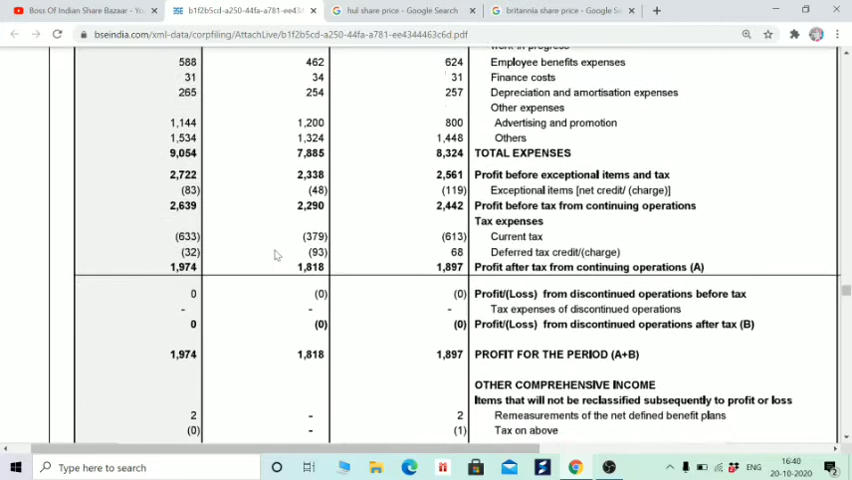 Boss Of Indian Share Bazaar - Yo
b1f2b5cd-a250-44fa-a781-ee43
hul share price - Google Search
britannia share price - Google Se
bseindia.com/xml-data/corpfiling/AttachLive/b1f2b5cd-a250-44fa-a781-ee4344463c6d.pdf
work in progress
588 462 624 Employee benefits expenses
31 34 31 Finance costs
265 254 257 Depreciation and amortisation expenses
Other expenses
1,144 1,200 800 Advertising and promotion
1,534 1,324 1,448 Others
9,054 7,885 8,324 TOTAL EXPENSES
2,722 2,338 2,561 Profit before exceptional items and tax
(83) (48) (119) Exceptional items [net credit/ (charge)]
2,639 2,290 2,442 Profit before tax from continuing operations
Tax expenses
(633) (379) (613) Current tax
(32) (93) 68 Deferred tax credit/(charge)
1,974 1,818 1,897 Profit after tax from continuing operations (A)
0 (0) (0) Profit/(Loss) from discontinued operations before tax
- - - Tax expenses of discontinued operations
0 (0) (0) Profit/(Loss) from discontinued operations after tax (B)
1,974 1,818 1,897 PROFIT FOR THE PERIOD (A+B)
OTHER COMPREHENSIVE INCOME
Items that will not be reclassified subsequently to profit or loss
2 - 2 Remeasurements of the net defined benefit plans
(0) - (1) Tax on above
Type here to search
ENG
16:40
20-10-2020
2